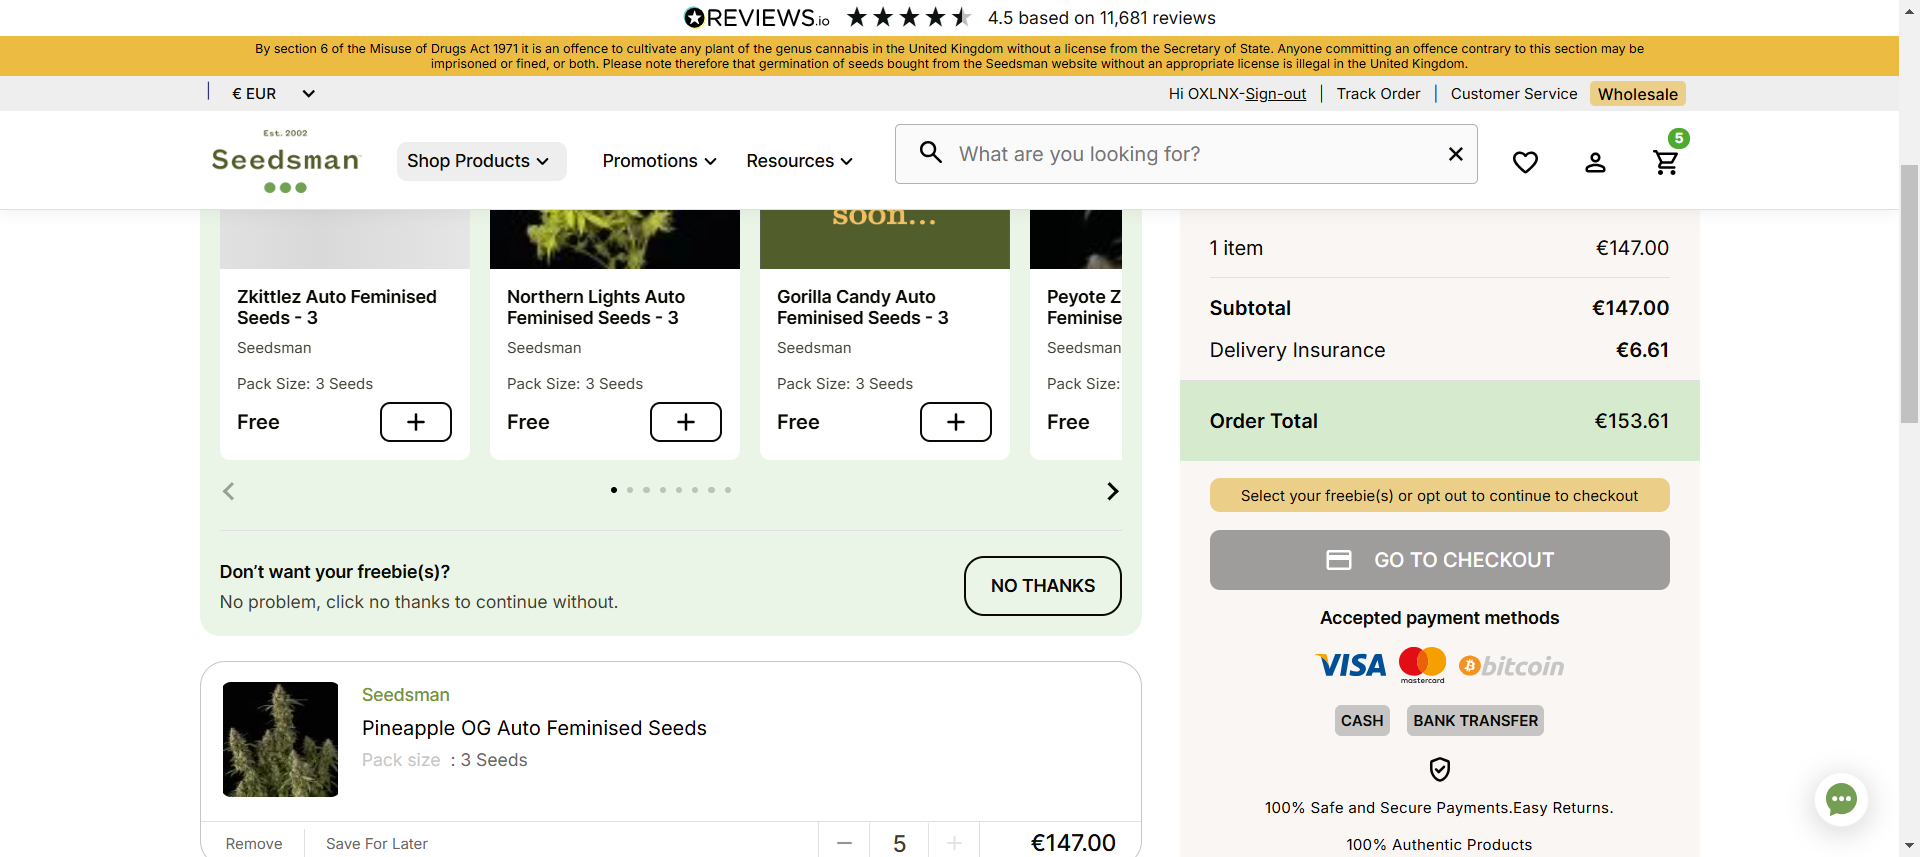 REVIEWS.io 4.5 based on 11,681 reviews
By section 6 of the Misuse of Drugs Act 1971 it is an offence to cultivate any plant of the genus cannabis in the United Kingdom without a license from the Secretary of State. Anyone committing an offence contrary to this section may be
imprisoned or fined, or both. Please note therefore that germination of seeds bought from the Seedsman website without an appropriate license is illegal in the United Kingdom.
€ EUR
Hi OXLNX-Sign-out | Track Order | Customer Service Wholesale
Est. 2002
Seedsman
Shop Products
Promotions
Resources
What are you looking for?
5
soon...
Zkittlez Auto Feminised
Seeds - 3
Seedsman
Pack Size: 3 Seeds
Free
Northern Lights Auto
Feminised Seeds - 3
Seedsman
Pack Size: 3 Seeds
Free
Gorilla Candy Auto
Feminised Seeds - 3
Seedsman
Pack Size: 3 Seeds
Free
Peyote Z
Feminise
Seedsman
Pack Size:
Free
Don't want your freebie(s)?
No problem, click no thanks to continue without.
NO THANKS
Seedsman
Pineapple OG Auto Feminised Seeds
Pack size : 3 Seeds
Remove
Save For Later
5
€147.00
1 item €147.00
Subtotal €147.00
Delivery Insurance €6.61
Order Total €153.61
Select your freebie(s) or opt out to continue to checkout
GO TO CHECKOUT
Accepted payment methods
VISA mastercard bitcoin
CASH BANK TRANSFER
100% Safe and Secure Payments.Easy Returns.
100% Authentic Products